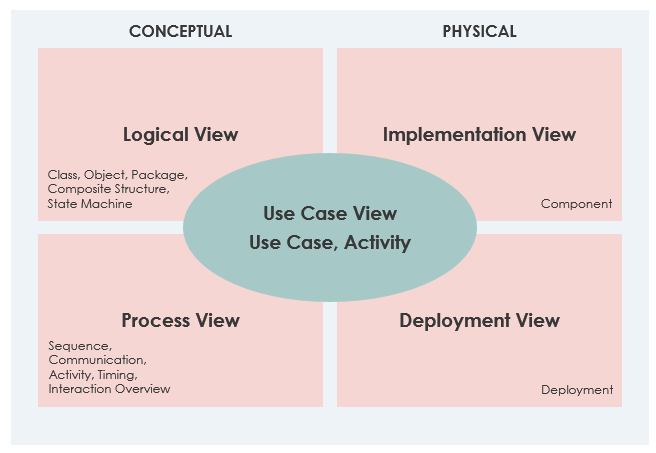 CONCEPTUAL
PHYSICAL
Logical View
Class, Object, Package,
Composite Structure,
State Machine
Implementation View
Component
Use Case View
Use Case, Activity
Process View
Sequence,
Communication,
Activity, Timing,
Interaction Overview
Deployment View
Deployment